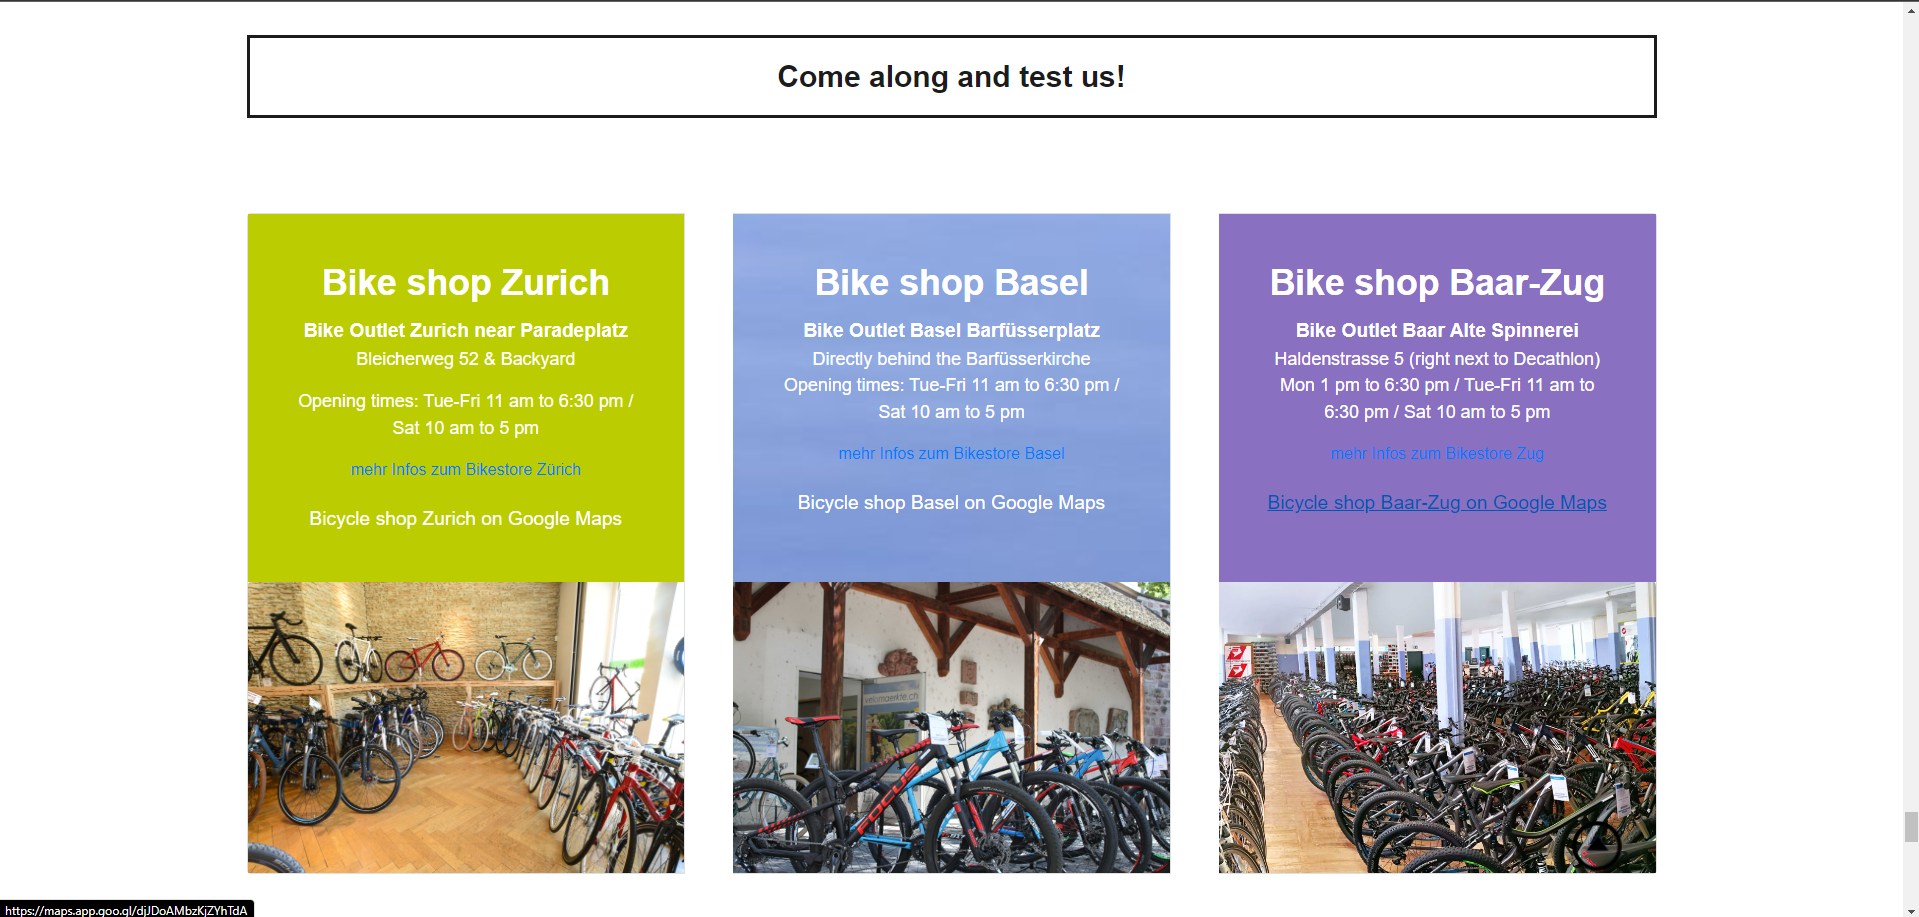 Come along and test us!
Bike shop Zurich
Bike Outlet Zurich near Paradeplatz
Bleicherweg 52 & Backyard
Opening times: Tue-Fri 11 am to 6:30 pm /
Sat 10 am to 5 pm
mehr Infos zum Bikestore Zürich
Bicycle shop Zurich on Google Maps
Bike shop Basel
Bike Outlet Basel Barfüsserplatz
Directly behind the Barfüsserkirche
Opening times: Tue-Fri 11 am to 6:30 pm /
Sat 10 am to 5 pm
mehr Infos zum Bikestore Basel
Bicycle shop Basel on Google Maps
velomaerkte.ch
FOCUS
Bike shop Baar-Zug
Bike Outlet Baar Alte Spinnerei
Haldenstrasse 5 (right next to Decathlon)
Mon 1 pm to 6:30 pm / Tue-Fri 11 am to
6:30 pm / Sat 10 am to 5 pm
mehr Infos zum Bikestore Zug
Bicycle shop Baar-Zug on Google Maps
https://maps.app.goo.gl/djJDoAMbzKjZYhTdA